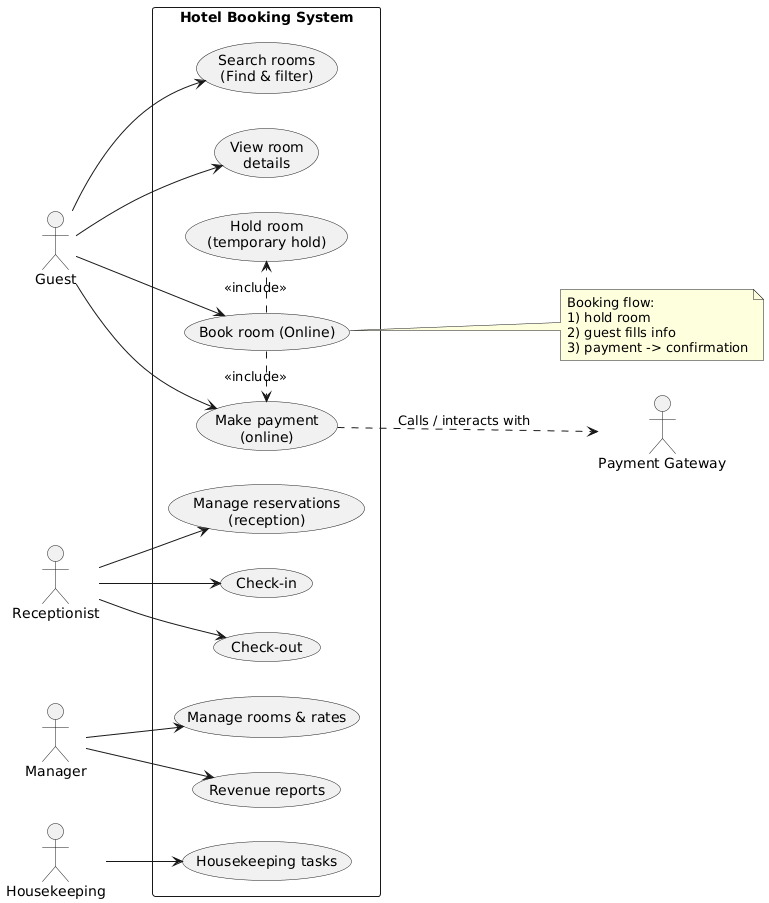 Hotel Booking System
Search rooms
(Find & filter)
View room
details
Guest
Hold room
(temporary hold)
«include»
Book room (Online)
Booking flow:
1) hold room
2) guest fills info
3) payment -> confirmation
«include»
Make payment
(online)
Calls / interacts with
Payment Gateway
Manage reservations
(reception)
Receptionist
Check-in
Check-out
Manager
Manage rooms & rates
Revenue reports
Housekeeping
Housekeeping tasks